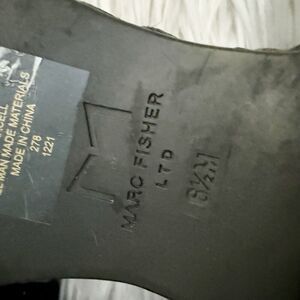 MAN MADE MATERIALS
MADE IN CHINA
278
1221
MARC FISHER
LTD
6½M